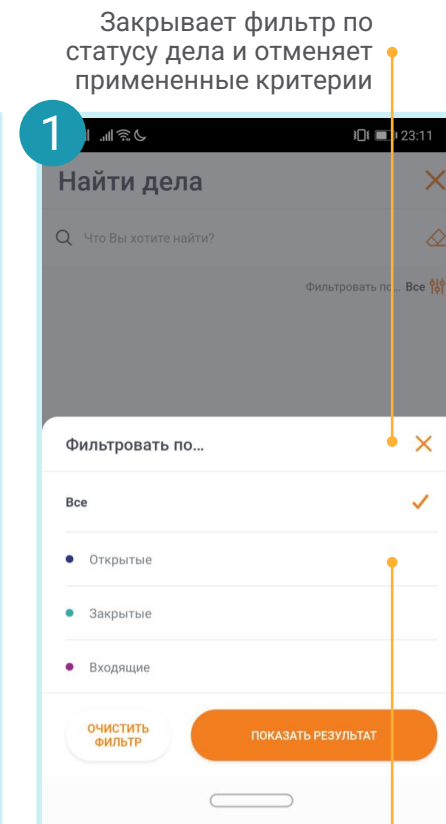 Закрывает фильтр по
статусу дела и отменяет
примененные критерии
1
23:11
Найти дела
Что Вы хотите найти?
Фильтровать по... Все
Фильтровать по...
Все
Открытые
Закрытые
Входящие
ОЧИСТИТЬ
ФИЛЬТР
ПОКАЗАТЬ РЕЗУЛЬТАТ